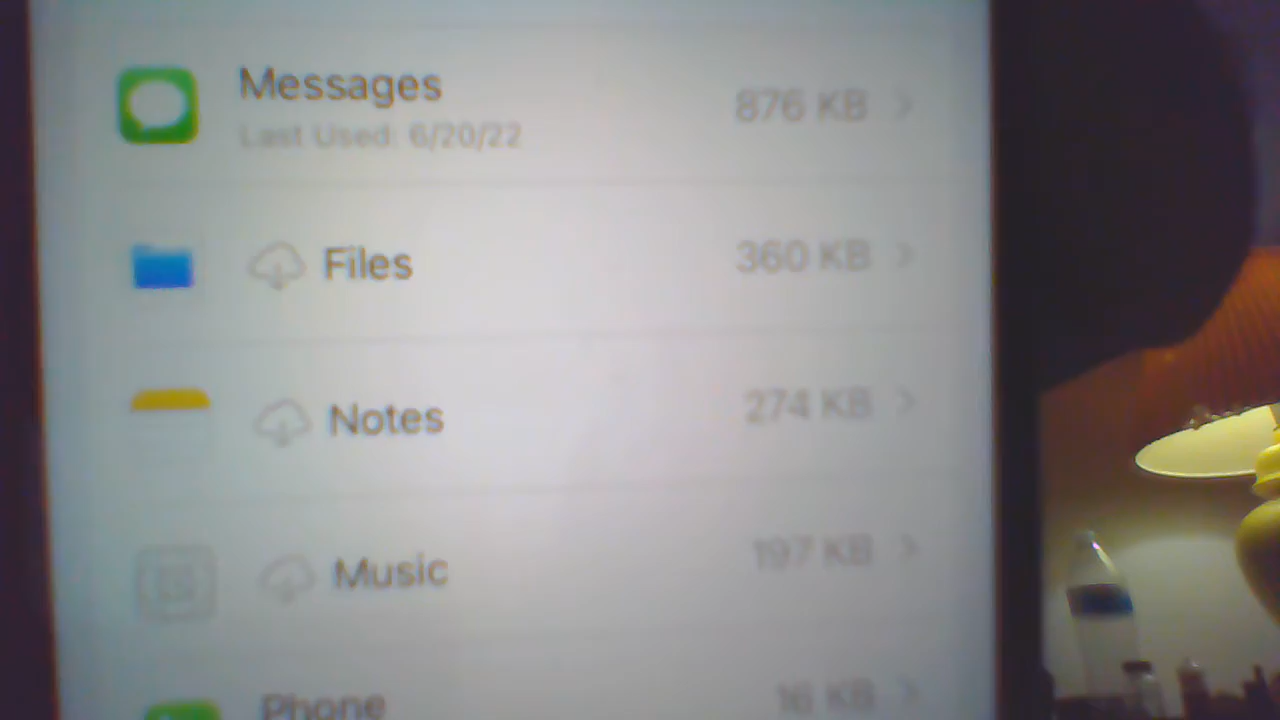 Messages
876 KB
Last Used: 6/20/22
Files
360 KB
Notes
274 KB
Music
197 KB
Phone
16 KB